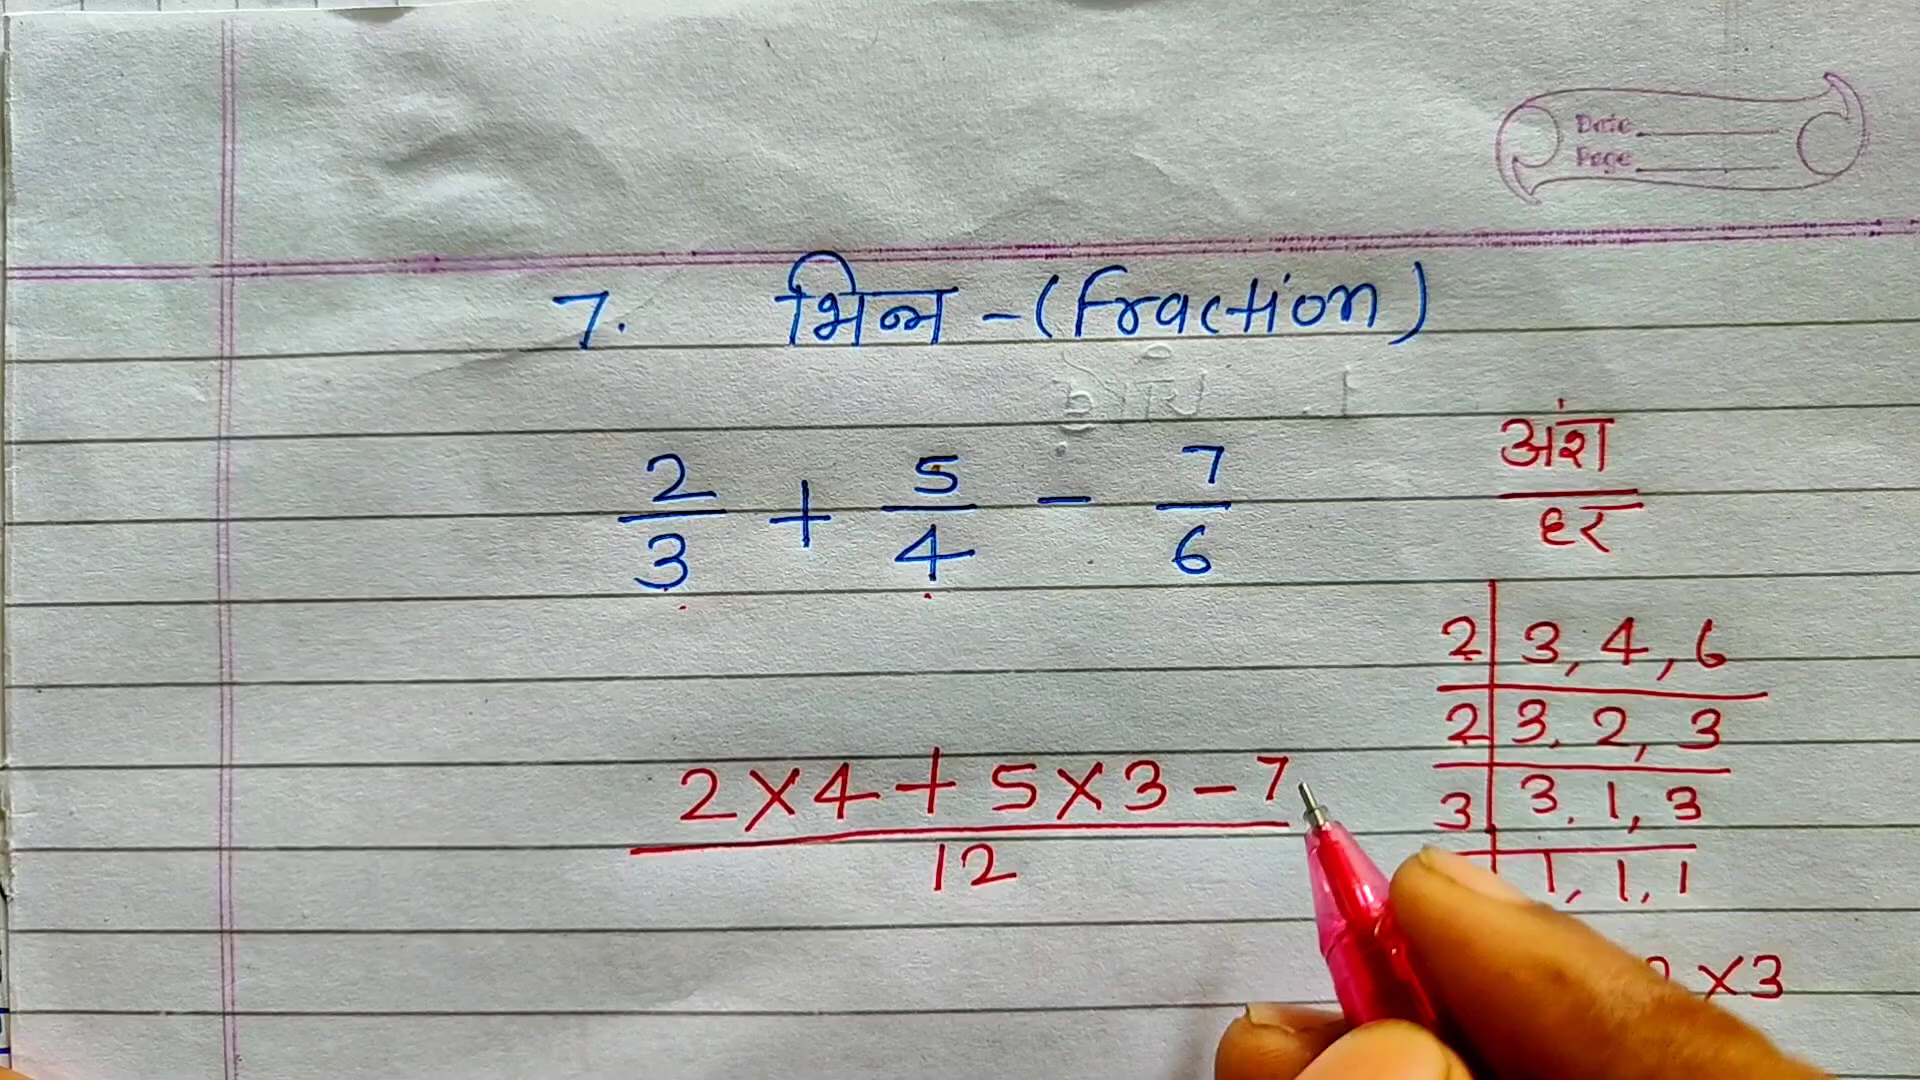 Date
Page
7. भिन्न - (Fraction)
2/3 + 5/4 - 7/6
अंश
हर
2 | 3, 4, 6
2 | 3, 2, 3
3 | 3, 1, 3
1, 1, 1
2×4 + 5×3 - 7
12
×3